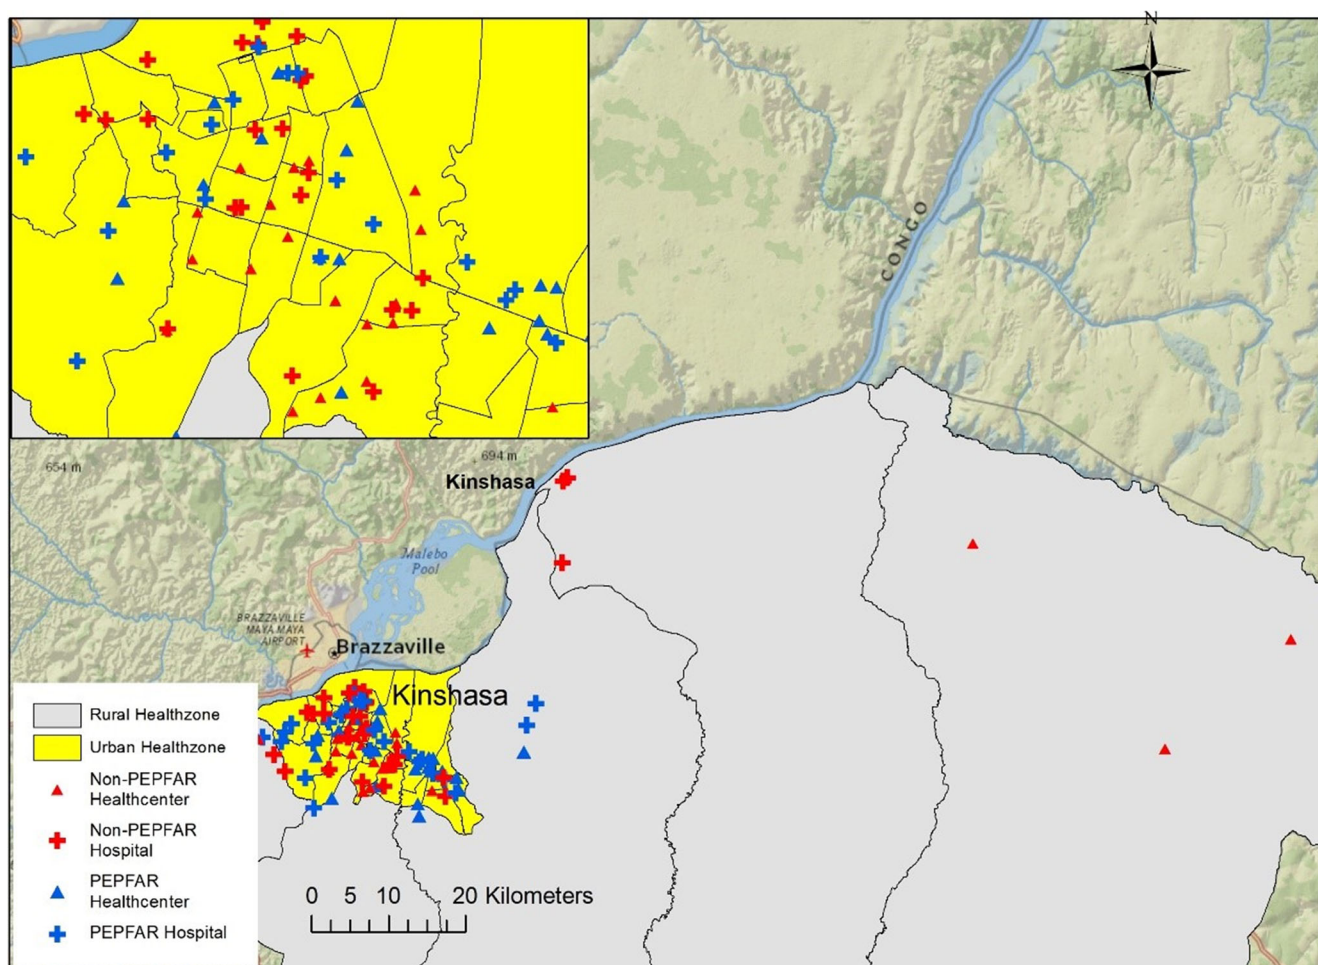 N
CONGO
654 m
694 m
Kinshasa
Malebo
Pool
BRAZZAVILLE
MAYA MAYA
AIRPORT
Brazzaville
Kinshasa
Rural Healthzone
Urban Healthzone
Non-PEPFAR
Healthcenter
Non-PEPFAR
Hospital
PEPFAR
Healthcenter
PEPFAR Hospital
0 5 10 20 Kilometers